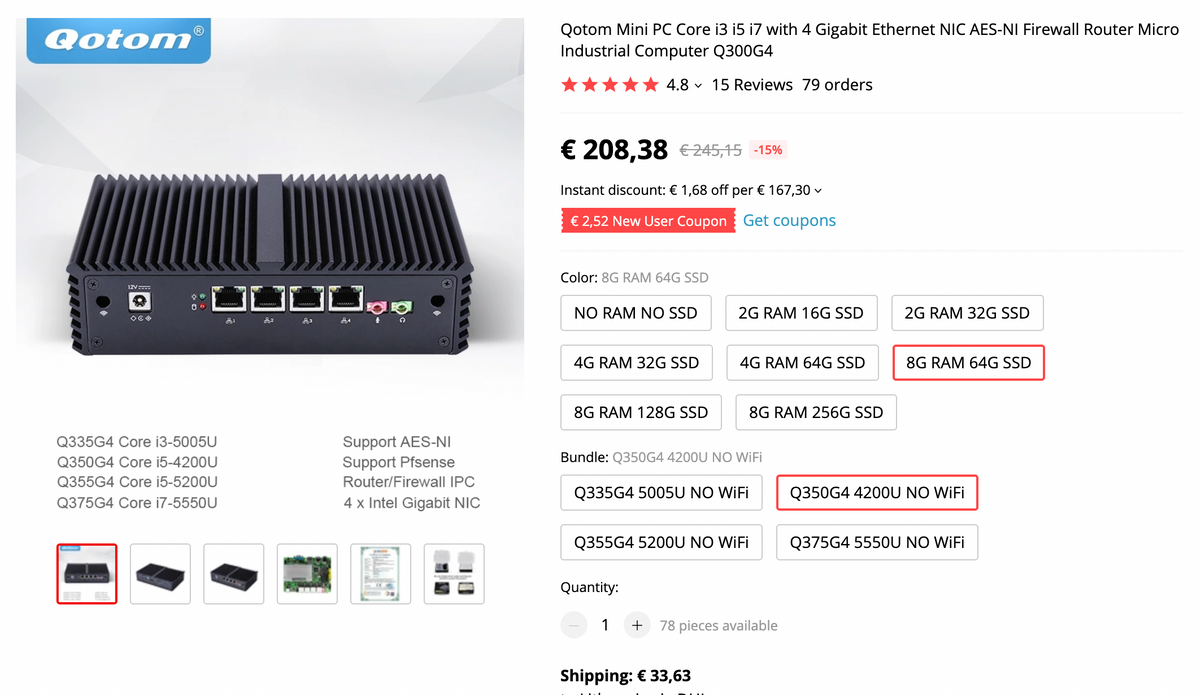 Qotom®
Qotom Mini PC Core i3 i5 i7 with 4 Gigabit Ethernet NIC AES-NI Firewall Router Micro
Industrial Computer Q300G4
4.8 15 Reviews 79 orders
€ 208,38 € 245,15 -15%
Instant discount: € 1,68 off per € 167,30
€ 2,52 New User Coupon Get coupons
Color: 8G RAM 64G SSD
NO RAM NO SSD 2G RAM 16G SSD 2G RAM 32G SSD
4G RAM 32G SSD 4G RAM 64G SSD 8G RAM 64G SSD
8G RAM 128G SSD 8G RAM 256G SSD
Bundle: Q350G4 4200U NO WiFi
Q335G4 5005U NO WiFi Q350G4 4200U NO WiFi
Q355G4 5200U NO WiFi Q375G4 5550U NO WiFi
Quantity:
1 + 78 pieces available
Shipping: € 33,63
12V
1 2 3 4
Q335G4 Core i3-5005U Support AES-NI
Q350G4 Core i5-4200U Support Pfsense
Q355G4 Core i5-5200U Router/Firewall IPC
Q375G4 Core i7-5550U 4 x Intel Gigabit NIC